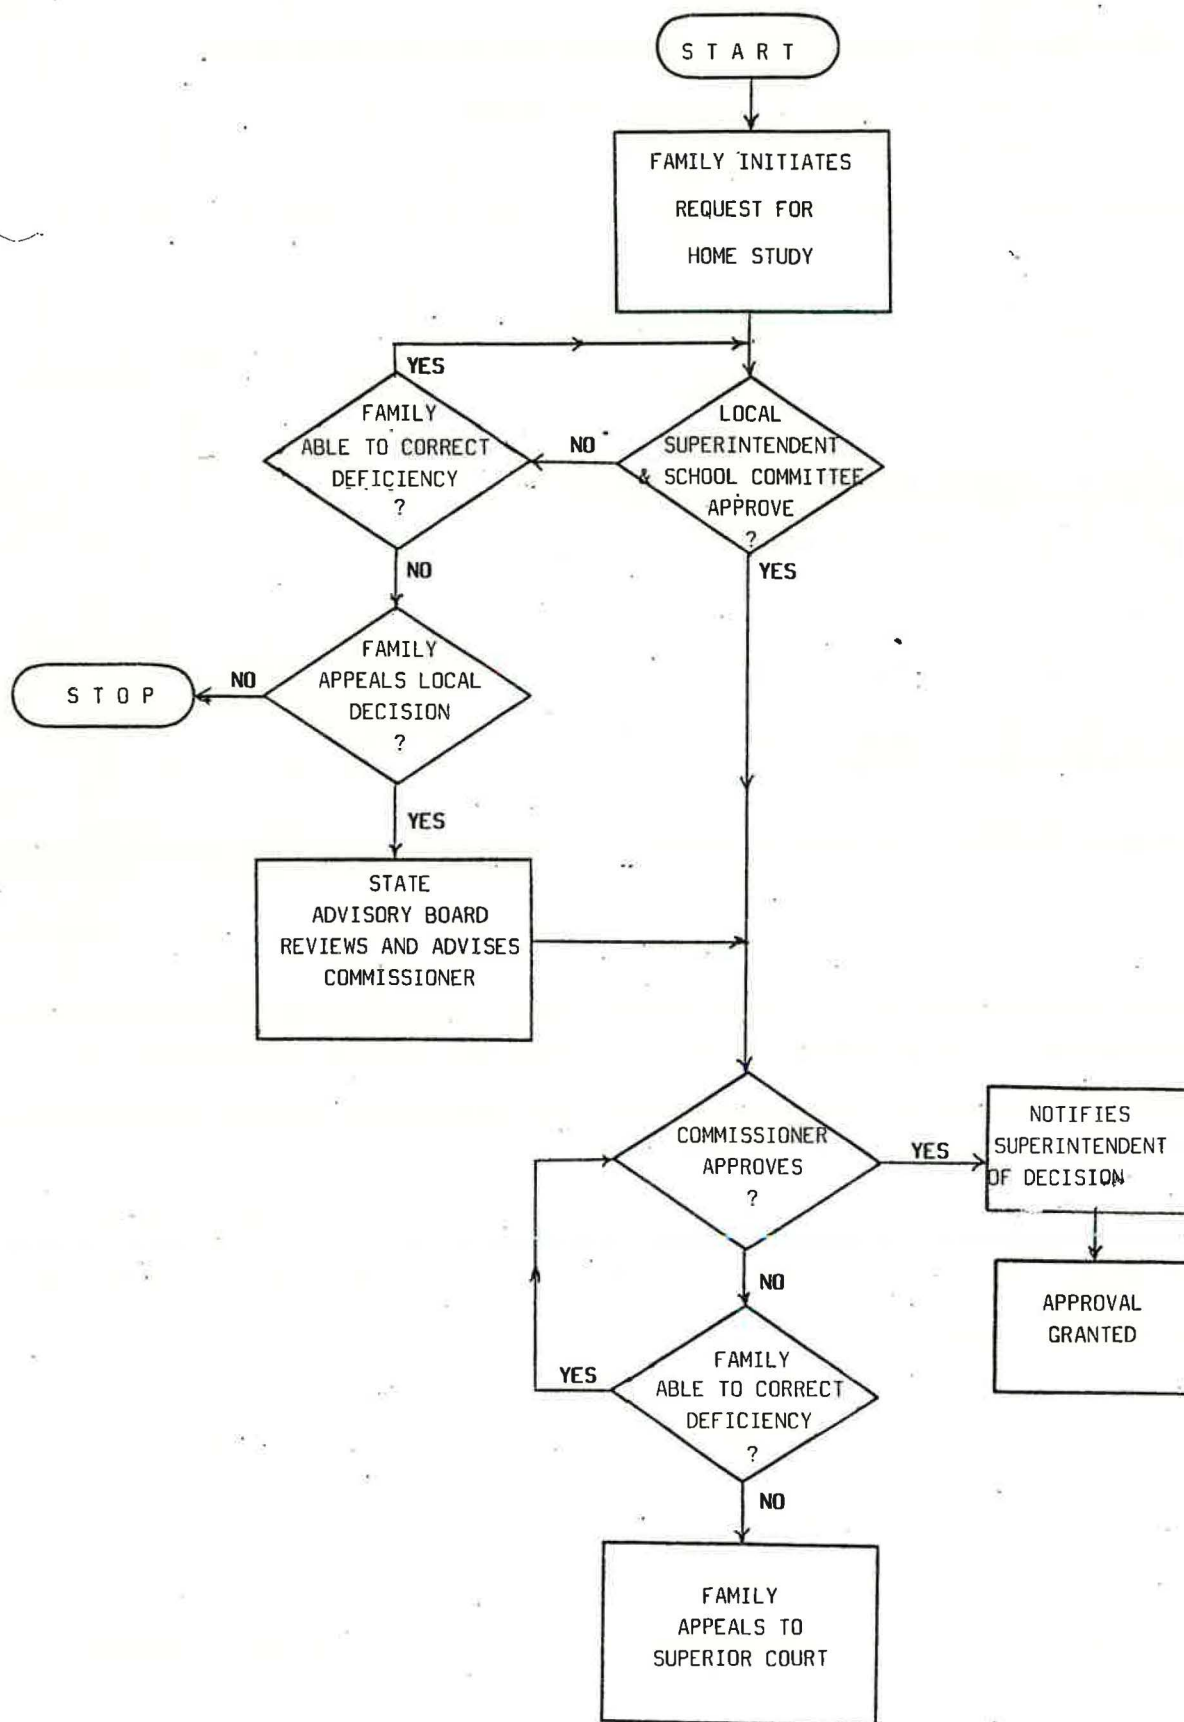 S T A R T
FAMILY INITIATES
REQUEST FOR
HOME STUDY
YES
FAMILY
ABLE TO CORRECT
DEFICIENCY
?
NO
LOCAL
SUPERINTENDENT
& SCHOOL COMMITTEE
APPROVE
?
NO
YES
FAMILY
APPEALS LOCAL
DECISION
?
NO
S T O P
YES
STATE
ADVISORY BOARD
REVIEWS AND ADVISES
COMMISSIONER
COMMISSIONER
APPROVES
?
YES
NOTIFIES
SUPERINTENDENT
OF DECISION
APPROVAL
GRANTED
NO
FAMILY
ABLE TO CORRECT
DEFICIENCY
?
YES
NO
FAMILY
APPEALS TO
SUPERIOR COURT